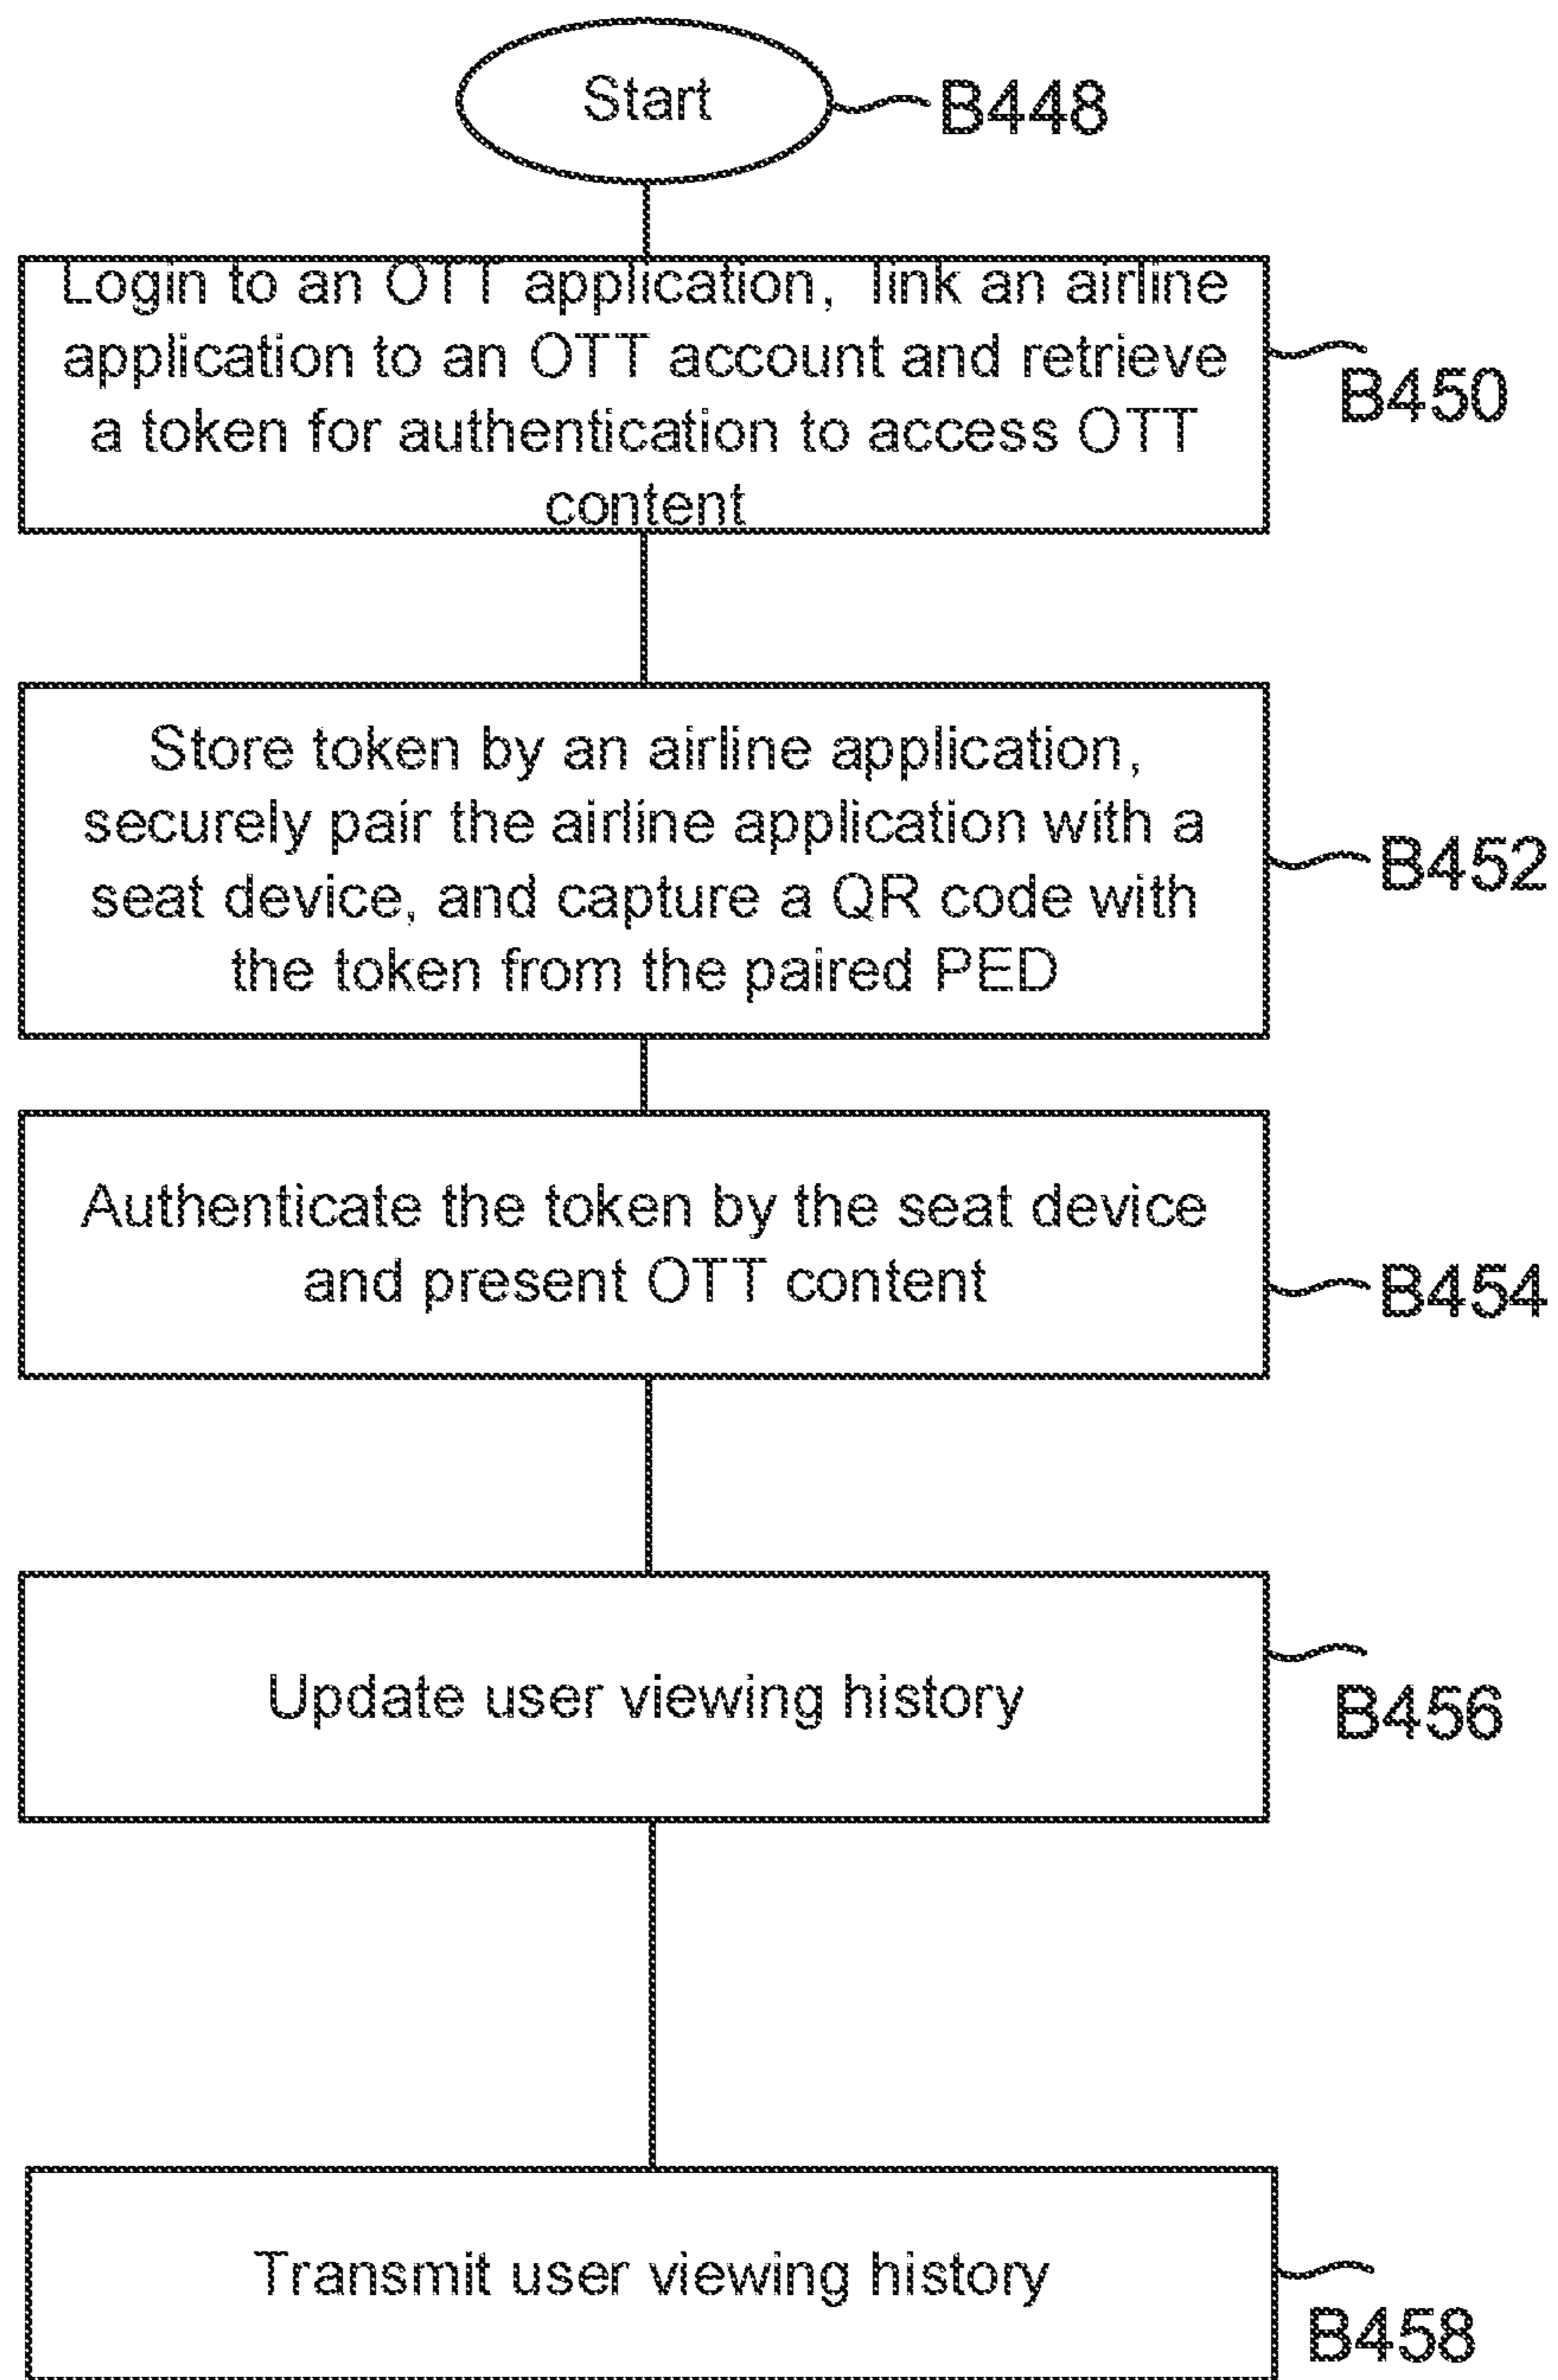 Start
B448
Login to an OTT application, link an airline
application to an OTT account and retrieve
a token for authentication to access OTT
content
B450
Store token by an airline application,
securely pair the airline application with a
seat device, and capture a QR code with
the token from the paired PED
B452
Authenticate the token by the seat device
and present OTT content
B454
Update user viewing history
B456
Transmit user viewing history
B458